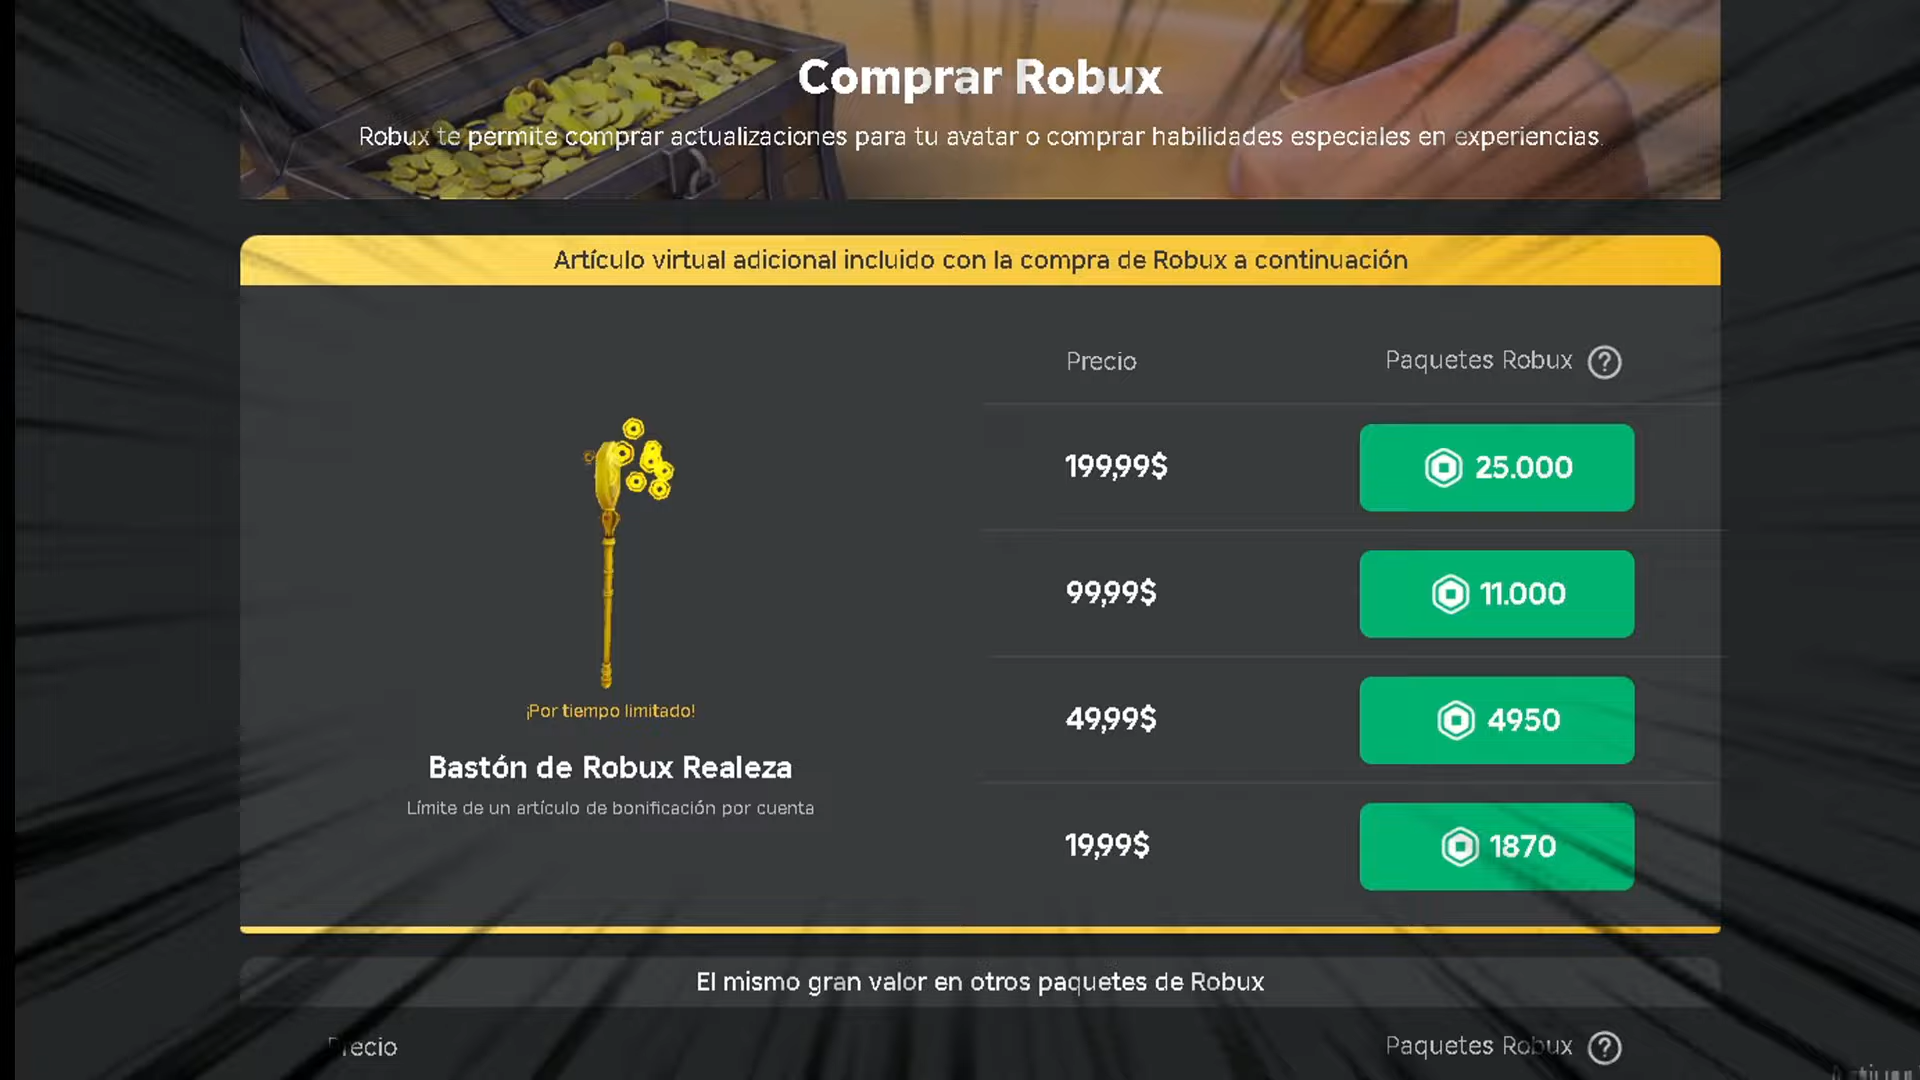 Comprar Robux
Robux te permite comprar actualizaciones para tu avatar o comprar habilidades especiales en experiencias.
Artículo virtual adicional incluido con la compra de Robux a continuación
Precio
Paquetes Robux ?
199,99$
25.000
99,99$
11.000
49,99$
4950
19,99$
1870
¡Por tiempo limitado!
Bastón de Robux Realeza
Límite de un artículo de bonificación por cuenta
El mismo gran valor en otros paquetes de Robux
Precio
Paquetes Robux ?